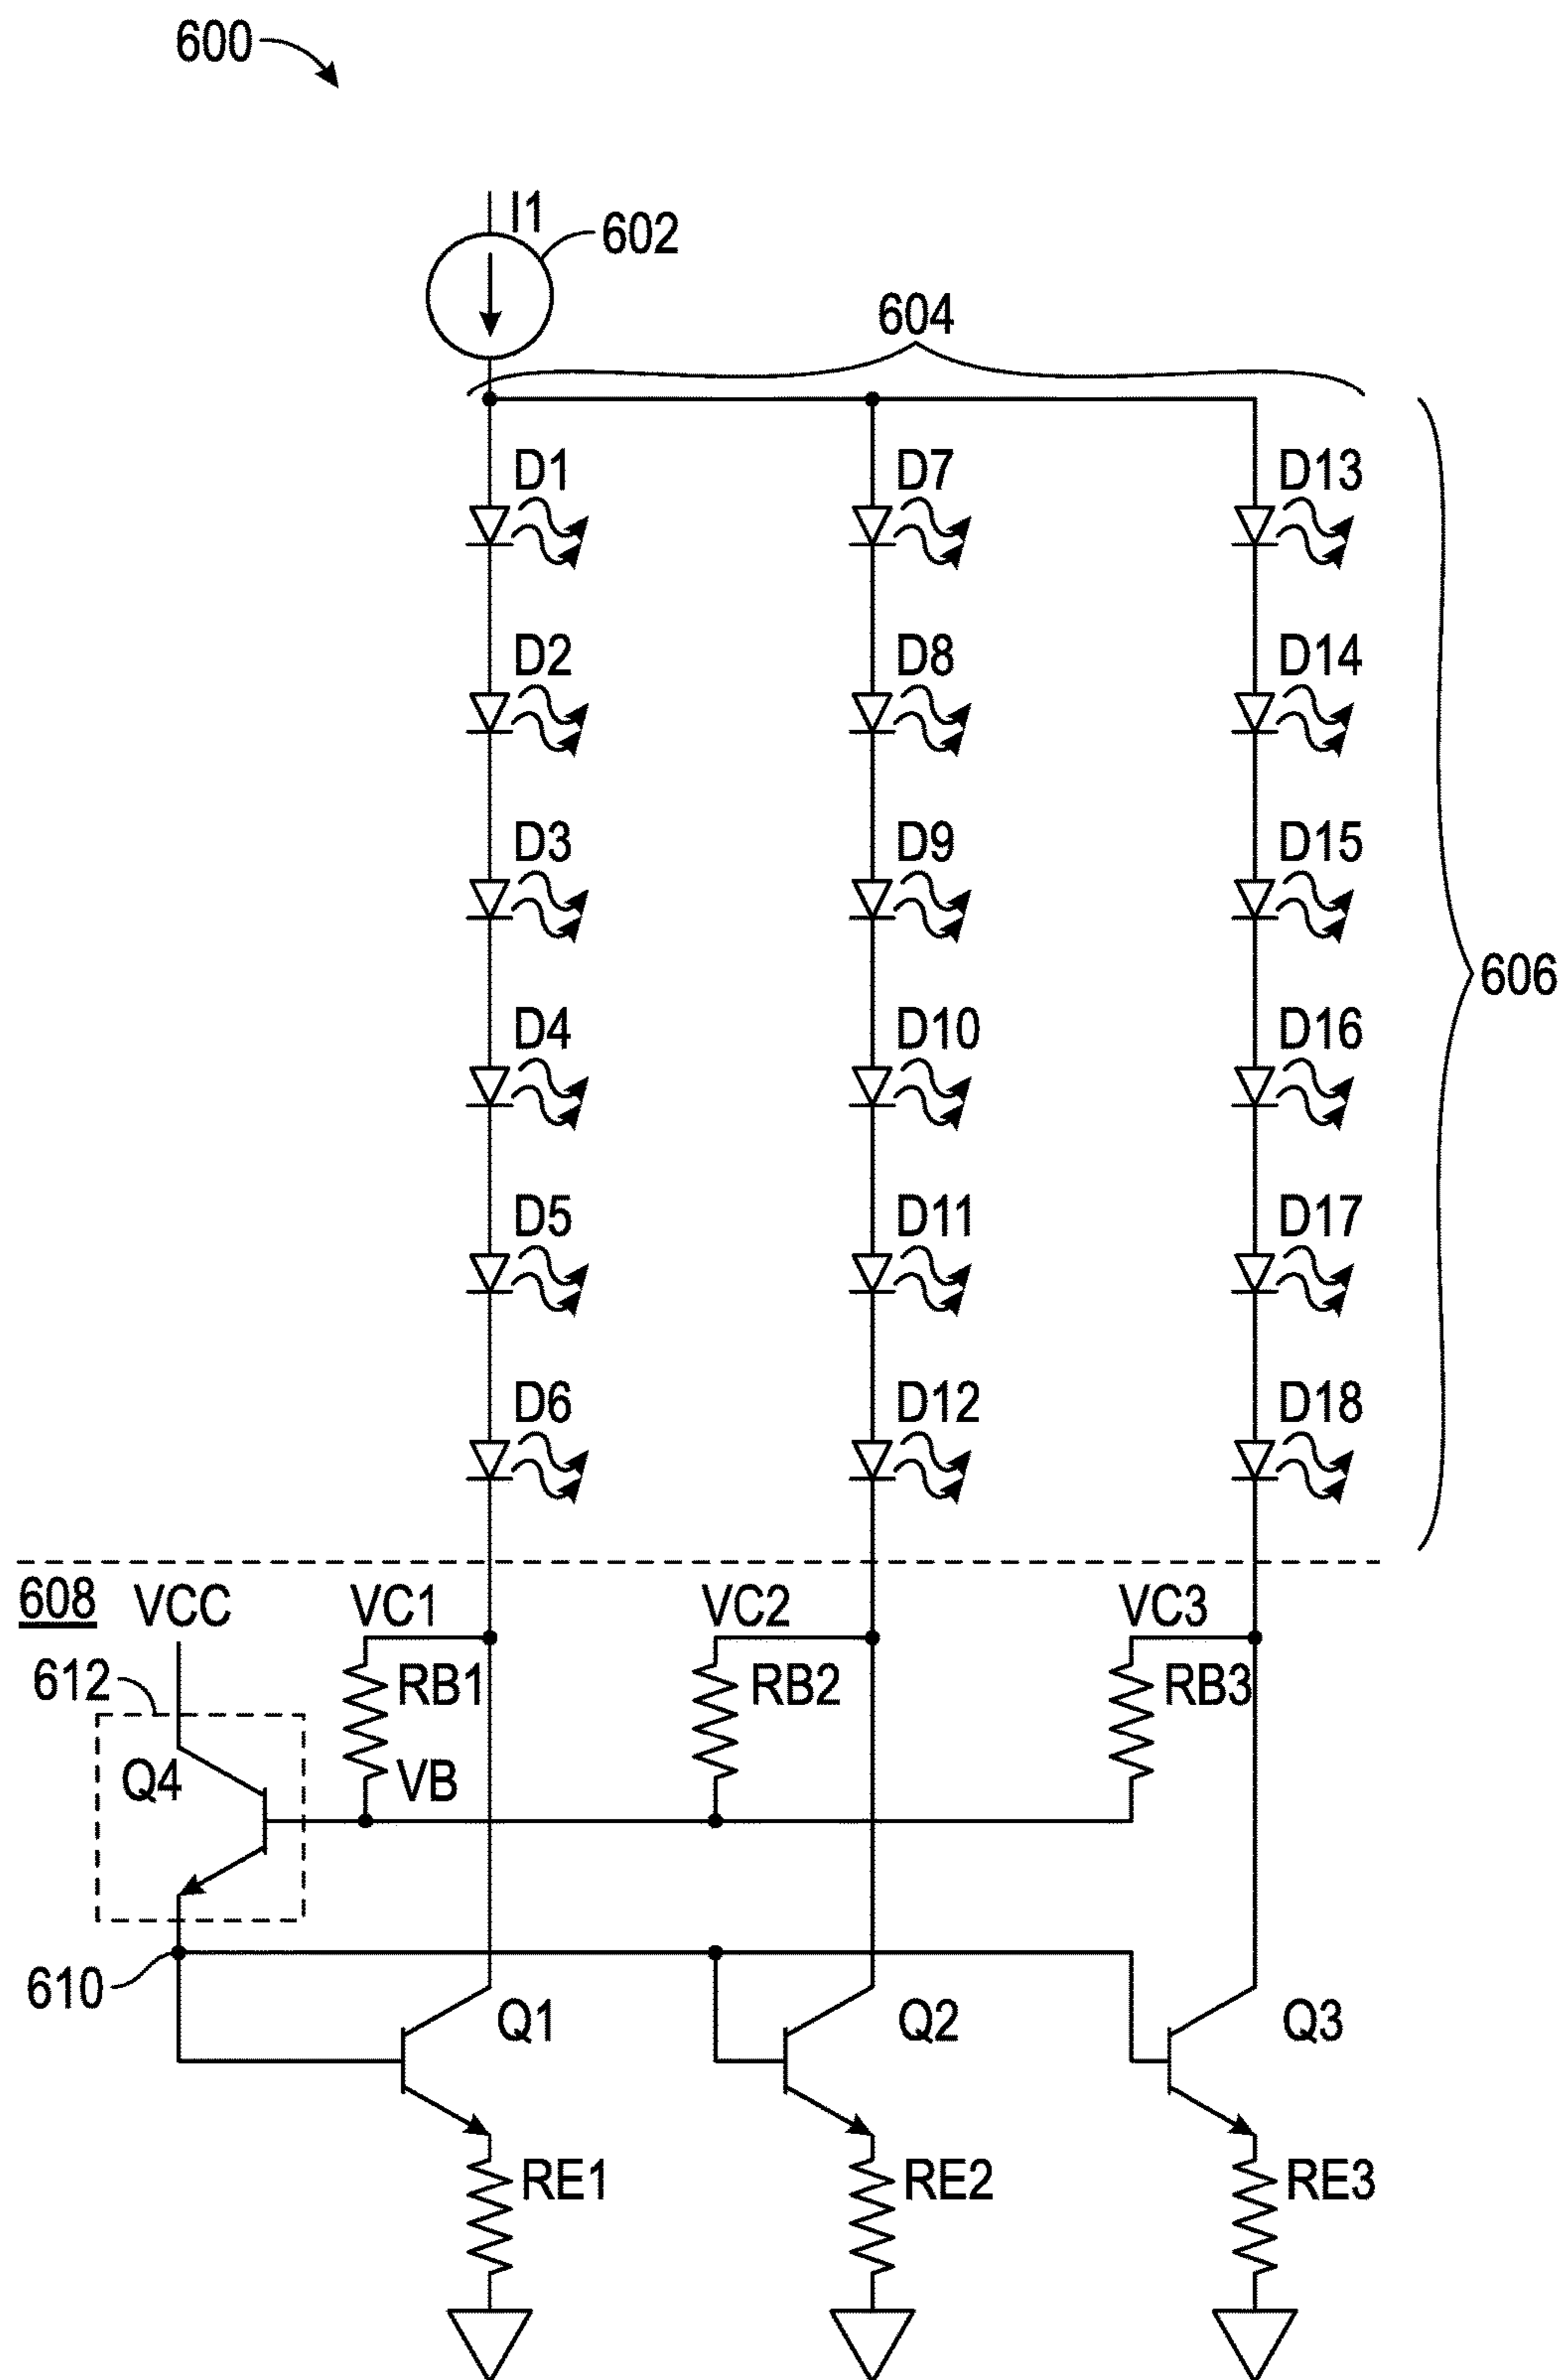 600
I1
602
604
D1
D7
D13
D2
D8
D14
D3
D9
D15
606
D4
D10
D16
D5
D11
D17
D6
D12
D18
608
VCC
VC1
VC2
VC3
612
RB1
RB2
RB3
Q4
VB
610
Q1
Q2
Q3
RE1
RE2
RE3